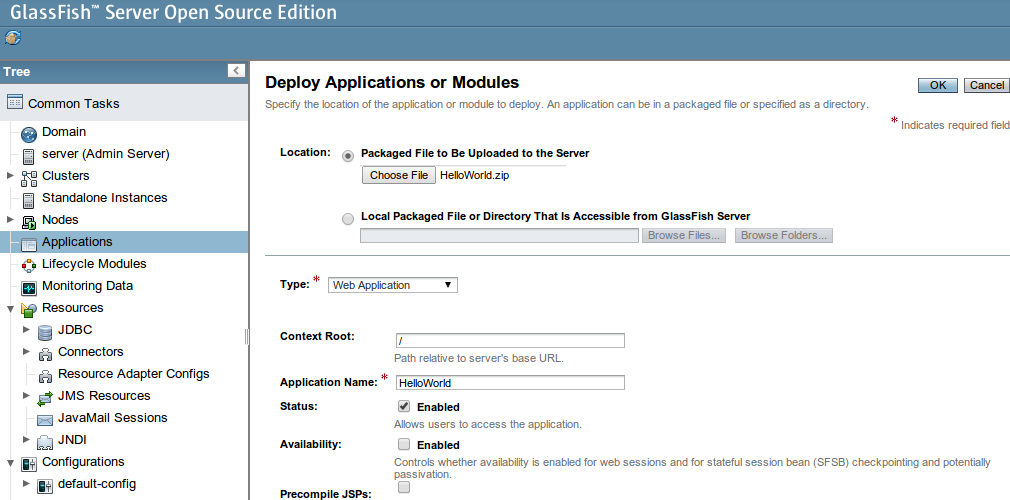 GlassFish™ Server Open Source Edition
Tree
Common Tasks
Domain
server (Admin Server)
Clusters
Standalone Instances
Nodes
Applications
Lifecycle Modules
Monitoring Data
Resources
JDBC
Connectors
Resource Adapter Configs
JMS Resources
JavaMail Sessions
JNDI
Configurations
default-config
Deploy Applications or Modules
OK Cancel
Specify the location of the application or module to deploy. An application can be in a packaged file or specified as a directory.
* Indicates required field
Location: Packaged File to Be Uploaded to the Server
Choose File HelloWorld.zip
Local Packaged File or Directory That Is Accessible from GlassFish Server
Browse Files... Browse Folders...
Type: * Web Application
Context Root: /
Path relative to server's base URL.
Application Name: * HelloWorld
Status: Enabled
Allows users to access the application.
Availability: Enabled
Controls whether availability is enabled for web sessions and for stateful session bean (SFSB) checkpointing and potentially
passivation.
Precompile JSPs: